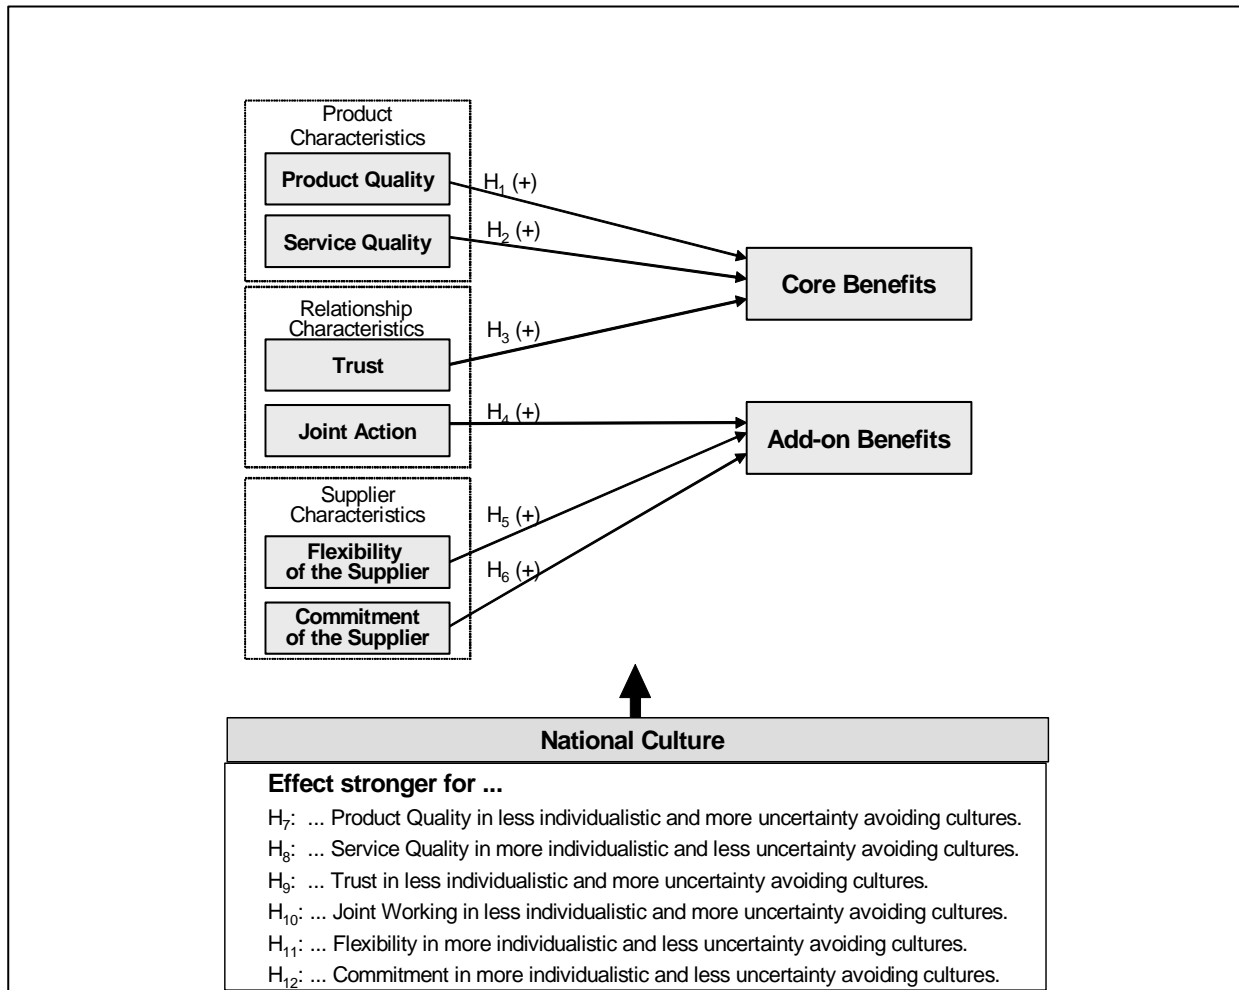 Product
Characteristics
Product Quality
H₁ (+)
Service Quality
H₂ (+)
Core Benefits
Relationship
Characteristics
Trust
H₃ (+)
Joint Action
H₄ (+)
Add-on Benefits
Supplier
Characteristics
Flexibility
of the Supplier
H₅ (+)
Commitment
of the Supplier
H₆ (+)
National Culture
Effect stronger for ...
H₇: ... Product Quality in less individualistic and more uncertainty avoiding cultures.
H₈: ... Service Quality in more individualistic and less uncertainty avoiding cultures.
H₉: ... Trust in less individualistic and more uncertainty avoiding cultures.
H₁₀: ... Joint Working in less individualistic and more uncertainty avoiding cultures.
H₁₁: ... Flexibility in more individualistic and less uncertainty avoiding cultures.
H₁₂: ... Commitment in more individualistic and less uncertainty avoiding cultures.